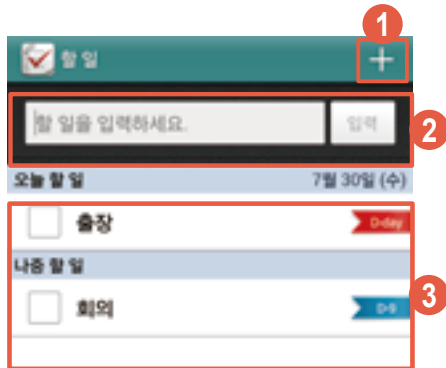 1
할 일
+
할 일을 입력하세요.
입력
2
오늘 할 일 7월 30일 (수)
출장 D-day
나중 할 일
회의 D-9
3